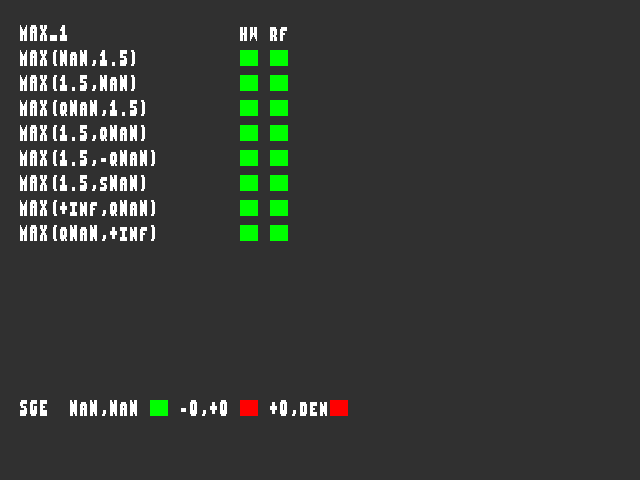 MAX_1 HW RF
MAX(NaN,1.5)
MAX(1.5,NaN)
MAX(QNaN,1.5)
MAX(1.5,QNaN)
MAX(1.5,-QNaN)
MAX(1.5,SNaN)
MAX(+INF,QNaN)
MAX(QNaN,+INF)
SGE NaN,NaN -0,+0 +0,DEN